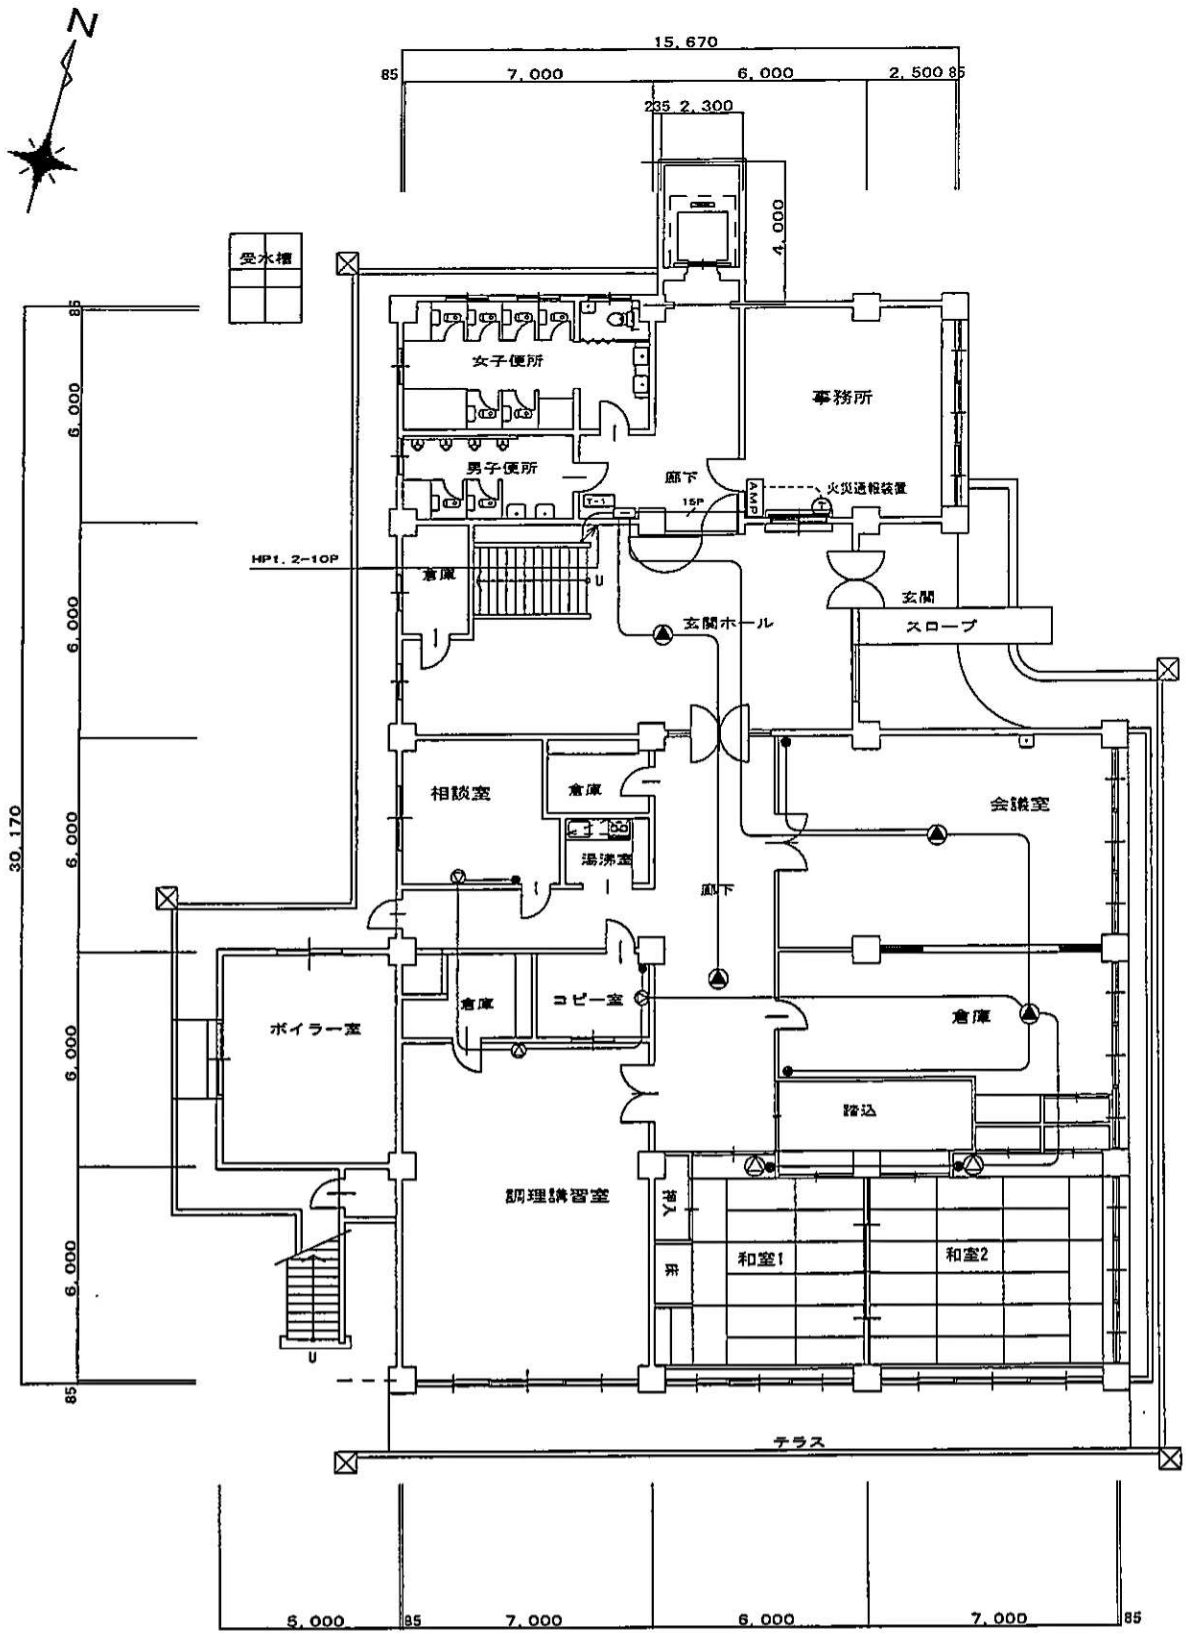 N
15,670
85
7,000
6,000
2,500
85
235
2,300
4,000
受水槽
85
女子便所
事務所
6,000
男子便所
廊下
火災通報装置
AMP
T-1
15P
HP1.2-10P
倉庫
U
玄関
玄関ホール
スロープ
6,000
相談室
倉庫
会議室
30,170
6,000
湯沸室
廊下
倉庫
コピー室
倉庫
ボイラー室
6,000
踏込
調理講習室
押入
和室1
和室2
床
6,000
U
85
テラス
5,000
85
7,000
6,000
7,000
85